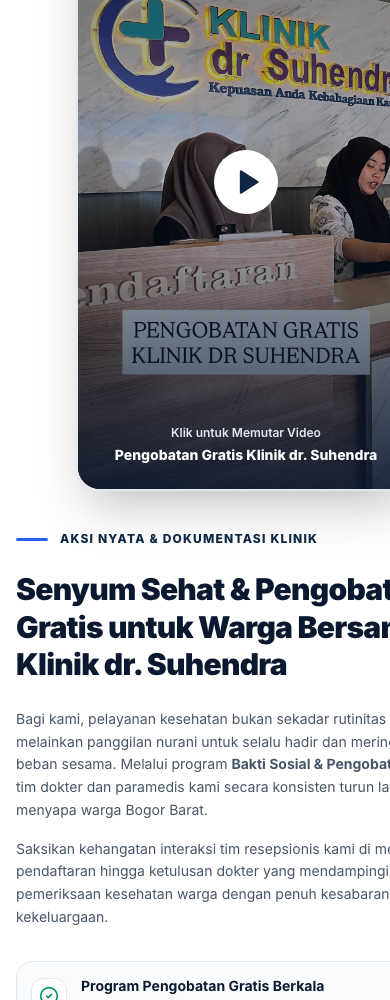 KLINIK
dr Suhendr
Kepuasan Anda Kebahagiaan Ka
endaftaran
PENGOBATAN GRATIS
KLINIK DR SUHENDRA
Klik untuk Memutar Video
Pengobatan Gratis Klinik dr. Suhendra
AKSI NYATA & DOKUMENTASI KLINIK
Senyum Sehat & Pengobat
Gratis untuk Warga Bersam
Klinik dr. Suhendra
Bagi kami, pelayanan kesehatan bukan sekadar rutinitas
melainkan panggilan nurani untuk selalu hadir dan mering
beban sesama. Melalui program Bakti Sosial & Pengobat
tim dokter dan paramedis kami secara konsisten turun la
menyapa warga Bogor Barat.
Saksikan kehangatan interaksi tim resepsionis kami di me
pendaftaran hingga ketulusan dokter yang mendampingi
pemeriksaan kesehatan warga dengan penuh kesabaran
kekeluargaan.
Program Pengobatan Gratis Berkala